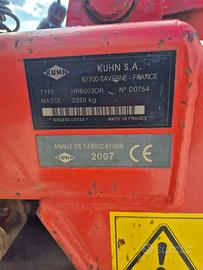 KUHN
KUHN S.A.
67700 SAVERNE - FRANCE
TYPE HR6003DR N° D0754
MASSE 3350 kg
MADE IN FRANCE
KUHN
ANNEE DE FABRICATION
2007 CE